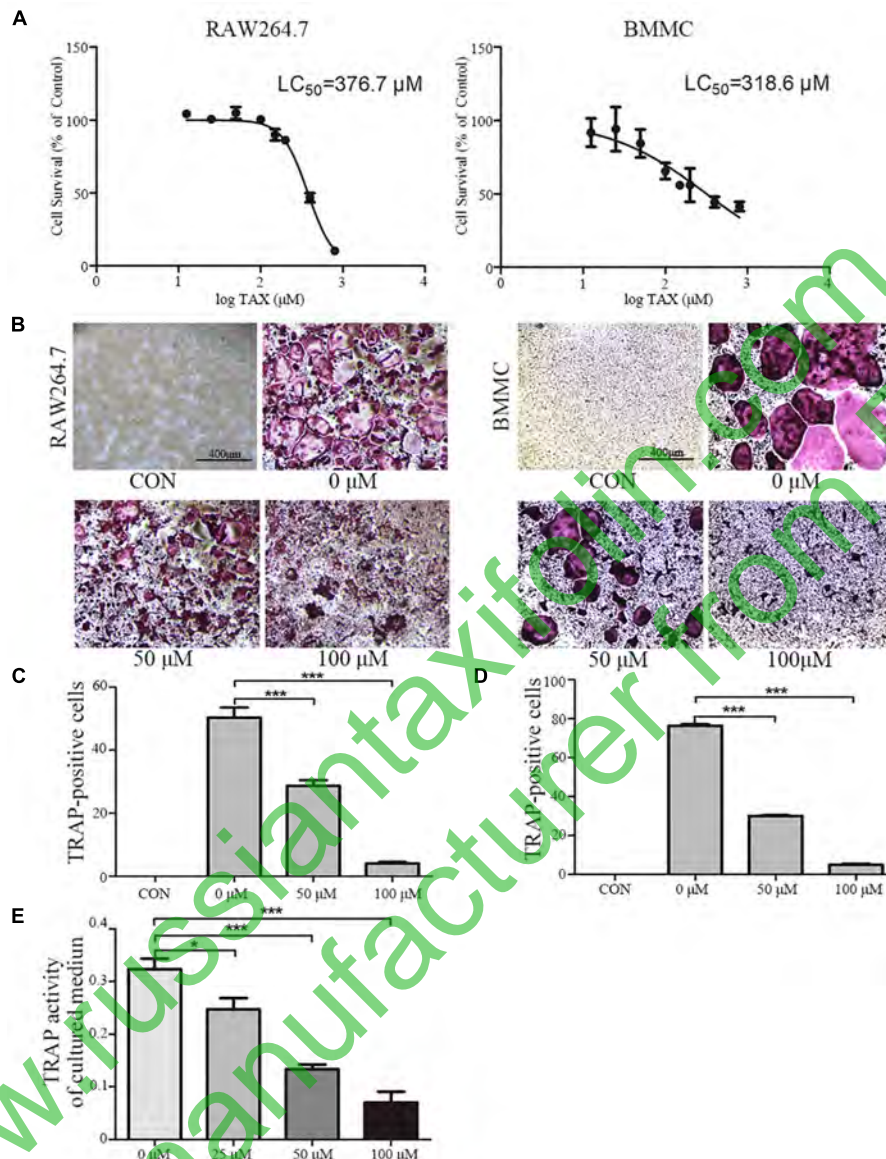 A
RAW264.7
BMMC
150
100
50
0
Cell Survival (% of Control)
LC50=376.7 μM
0 1 2 3 4
log TAX (μM)
150
100
50
0
Cell Survival (% of Control)
LC50=318.6 μM
0 1 2 3 4
log TAX (μM)
B
RAW264.7
400μm
CON
0 μM
50 μM
100 μM
BMMC
400μm
CON
0 μM
50 μM
100μM
C
TRAP-positive cells
60
40
20
0
***
***
CON 0 μM 50 μM 100 μM
D
TRAP-positive cells
100
80
60
40
20
0
***
***
CON 0 μM 50 μM 100 μM
E
TRAP activity
of cultured medium
0.4
0.3
0.2
0.1
0
***
***
*
0 μM 25 μM 50 μM 100 μM
w.russiantaxifolin.com
manufacturer from